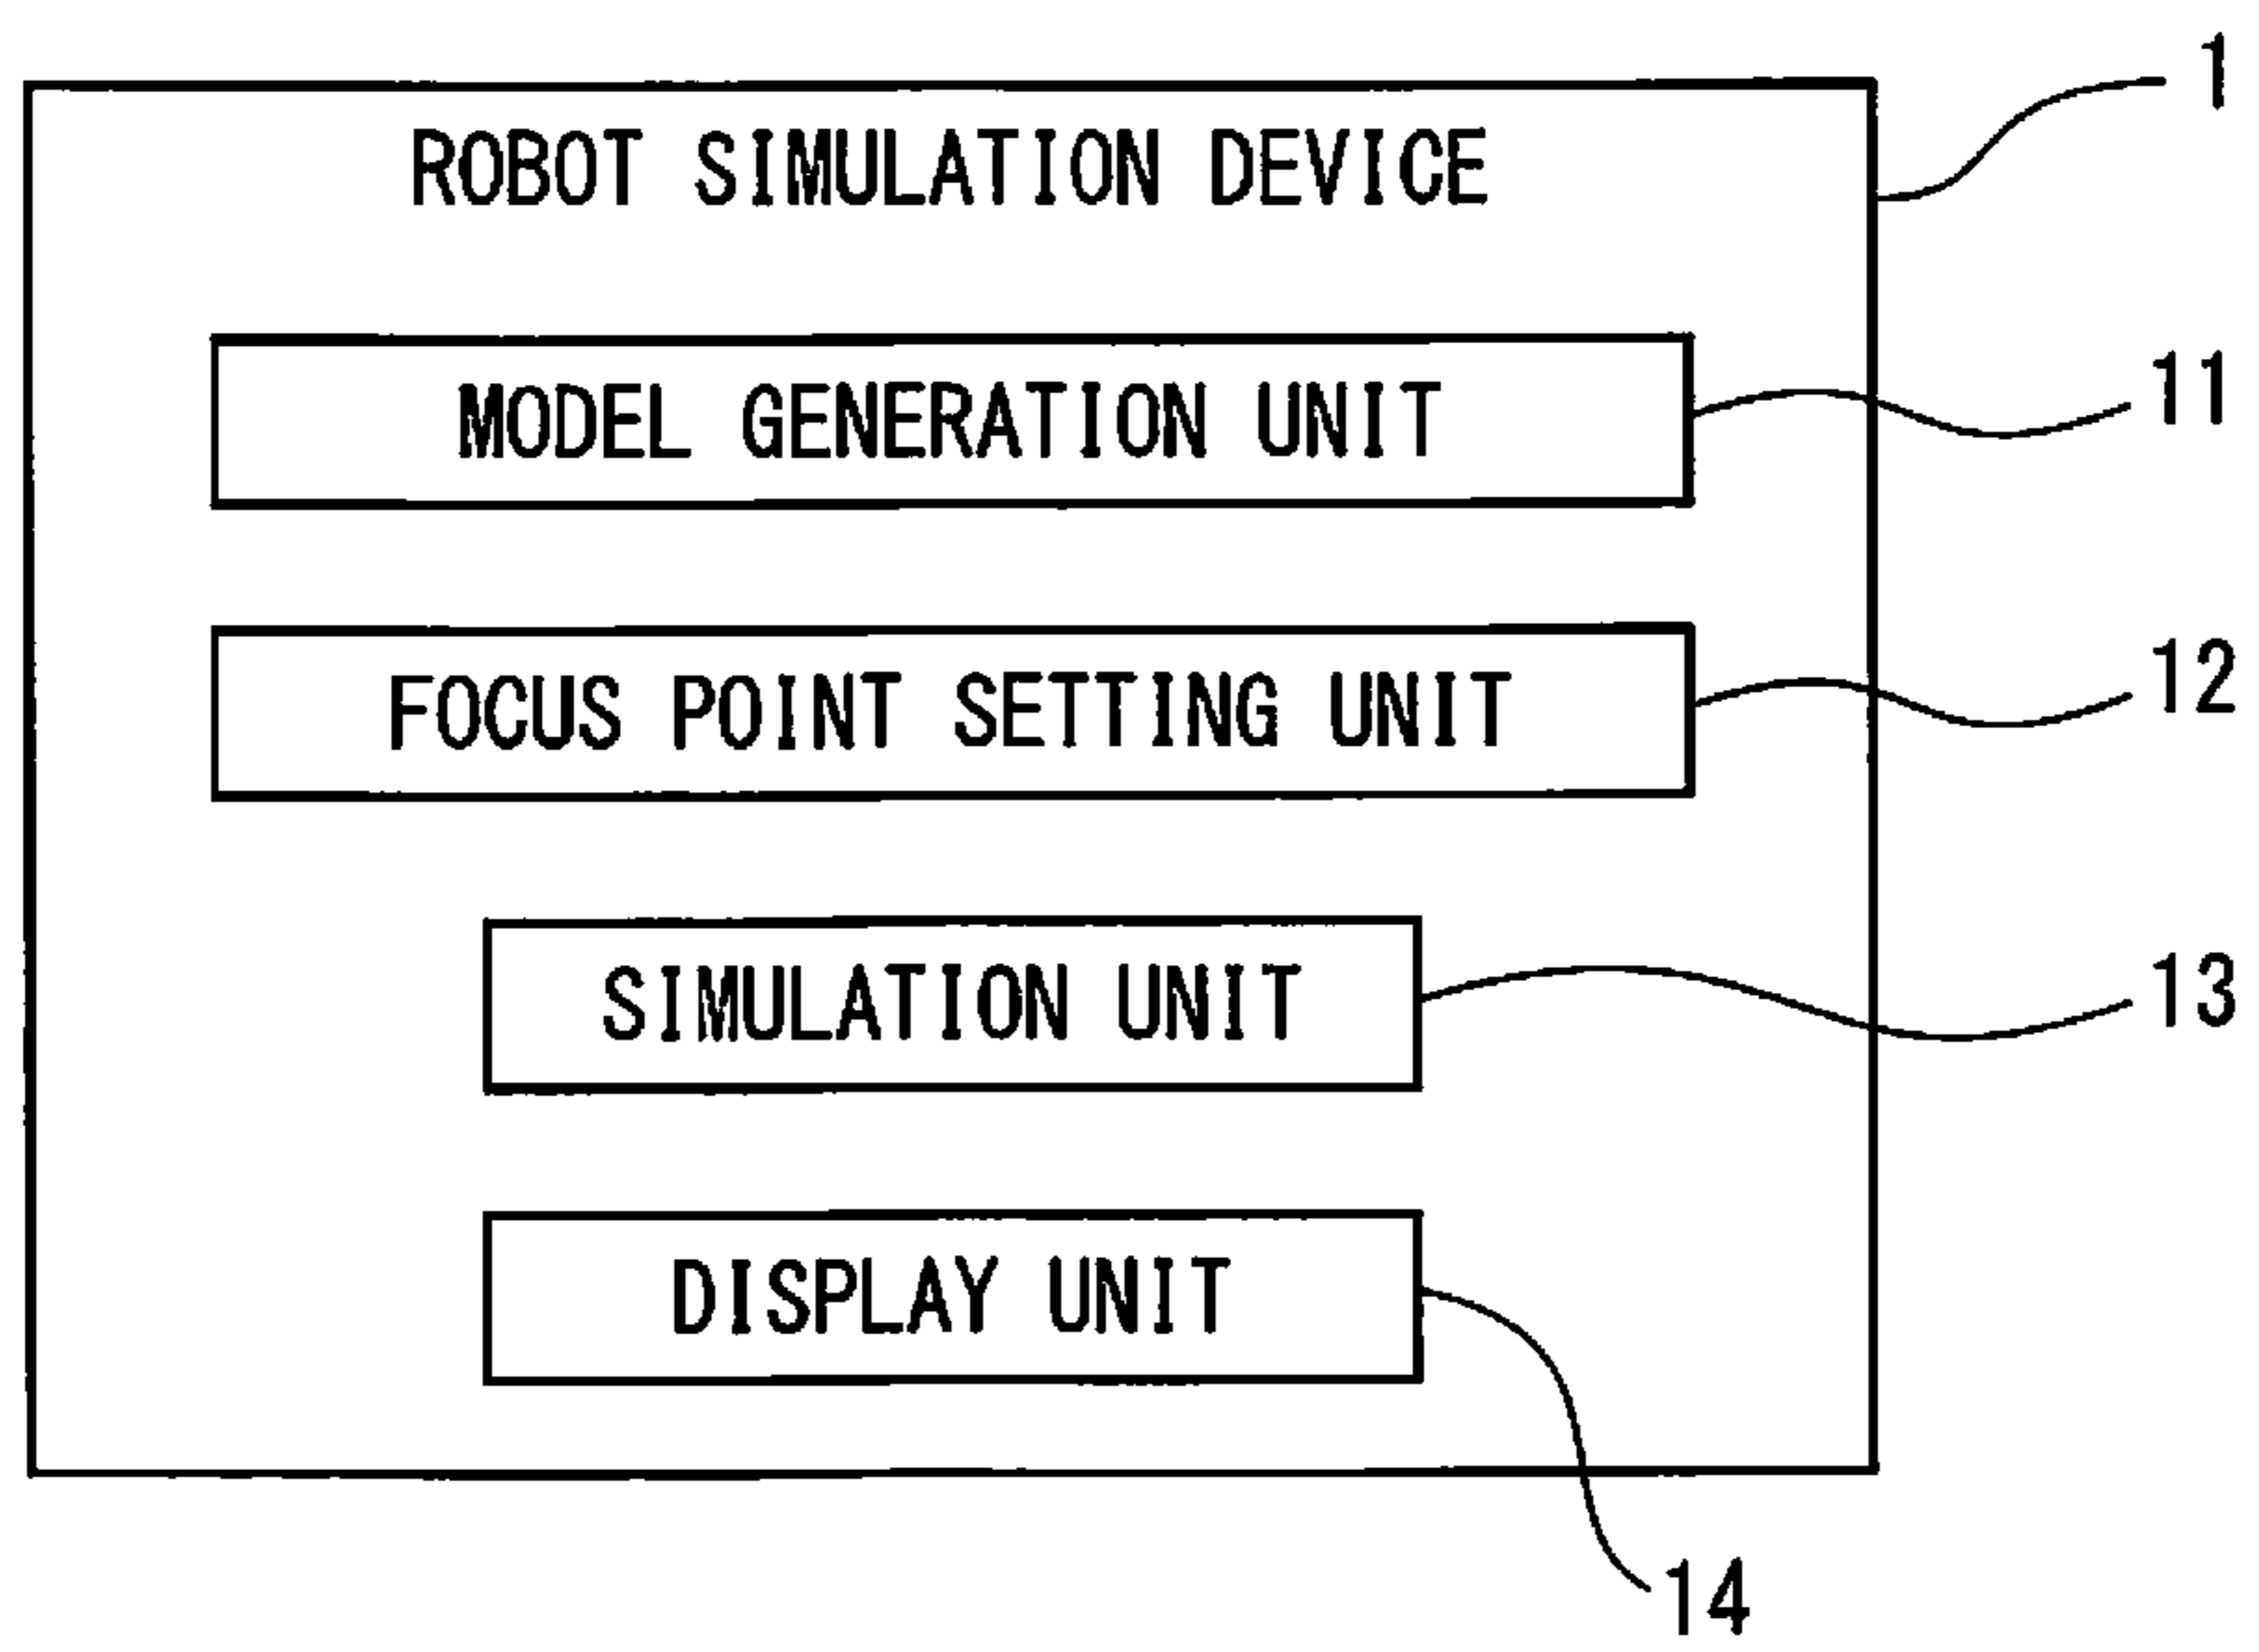 ROBOT SIMULATION DEVICE
1
MODEL GENERATION UNIT
11
FOCUS POINT SETTING UNIT
12
SIMULATION UNIT
13
DISPLAY UNIT
14